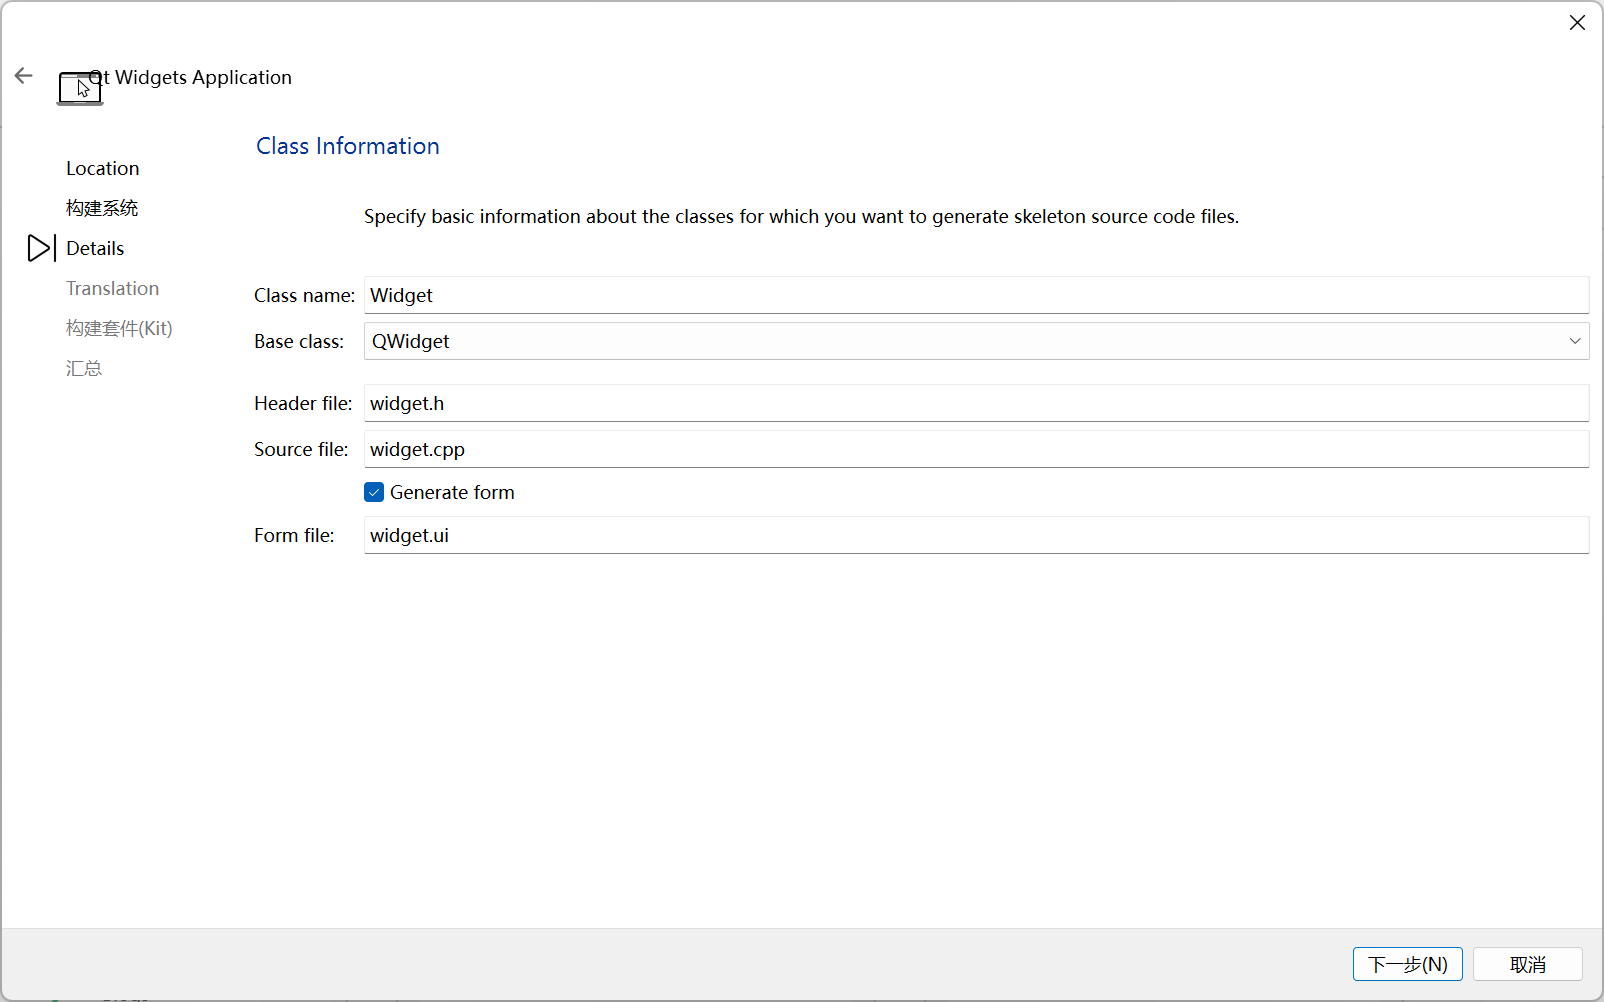 Qt Widgets Application
Location
构建系统
Details
Translation
构建套件(Kit)
汇总
Class Information
Specify basic information about the classes for which you want to generate skeleton source code files.
Class name: Widget
Base class: QWidget
Header file: widget.h
Source file: widget.cpp
Generate form
Form file: widget.ui
下一步(N)
取消